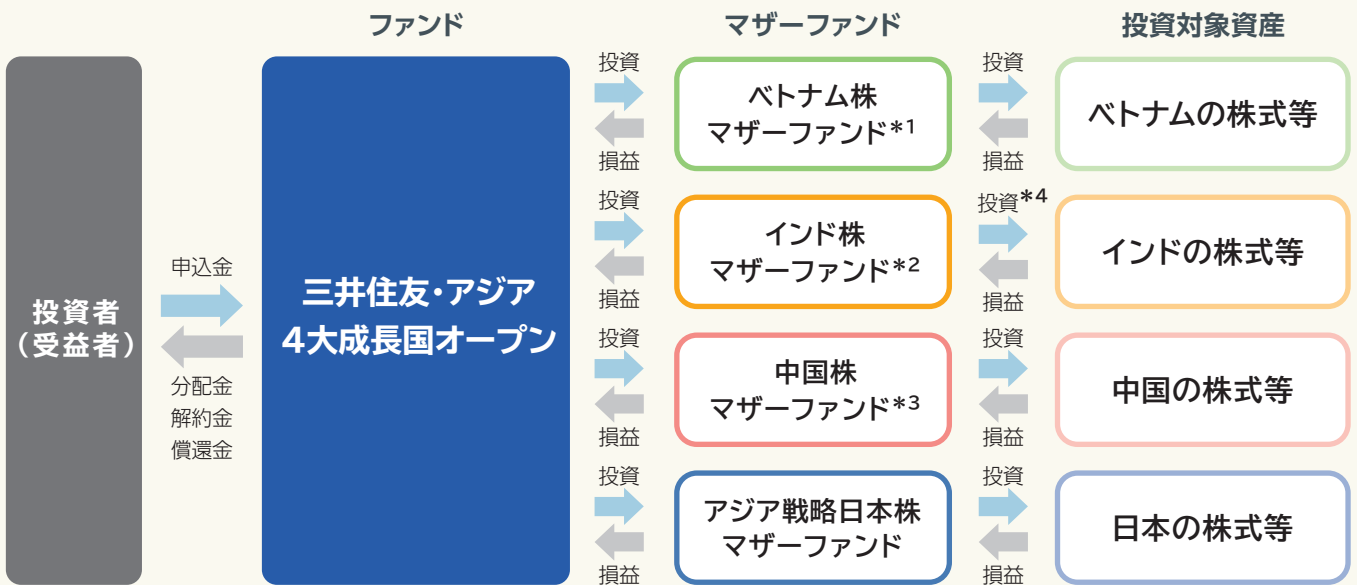 ファンド
マザーファンド
投資対象資産
投資者
(受益者)
申込金
分配金
解約金
償還金
三井住友・アジア
4大成長国オープン
投資
損益
ベトナム株
マザーファンド*1
投資
損益
ベトナムの株式等
投資
損益
インド株
マザーファンド*2
投資*4
損益
インドの株式等
投資
損益
中国株
マザーファンド*3
投資
損益
中国の株式等
投資
損益
アジア戦略日本株
マザーファンド
投資
損益
日本の株式等